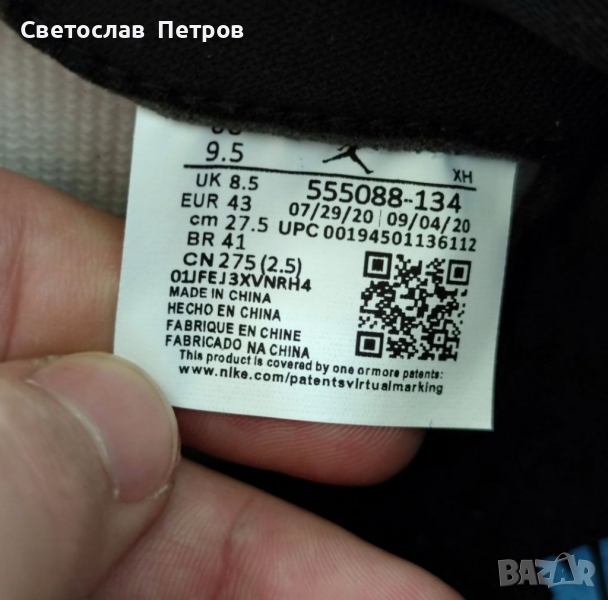 Светослав Петров
9.5
XH
UK 8.5
555088-134
EUR 43
07/29/20 09/04/20
cm 27.5
UPC 00194501136112
BR 41
CN 275 (2.5)
01JFEJ3XVNRH4
MADE IN CHINA
HECHO EN CHINA
FABRIQUE EN CHINE
FABRICADO NA CHINA
This product is covered by one or more patents:
www.nike.com/patentsvirtualmarking
BAZAR